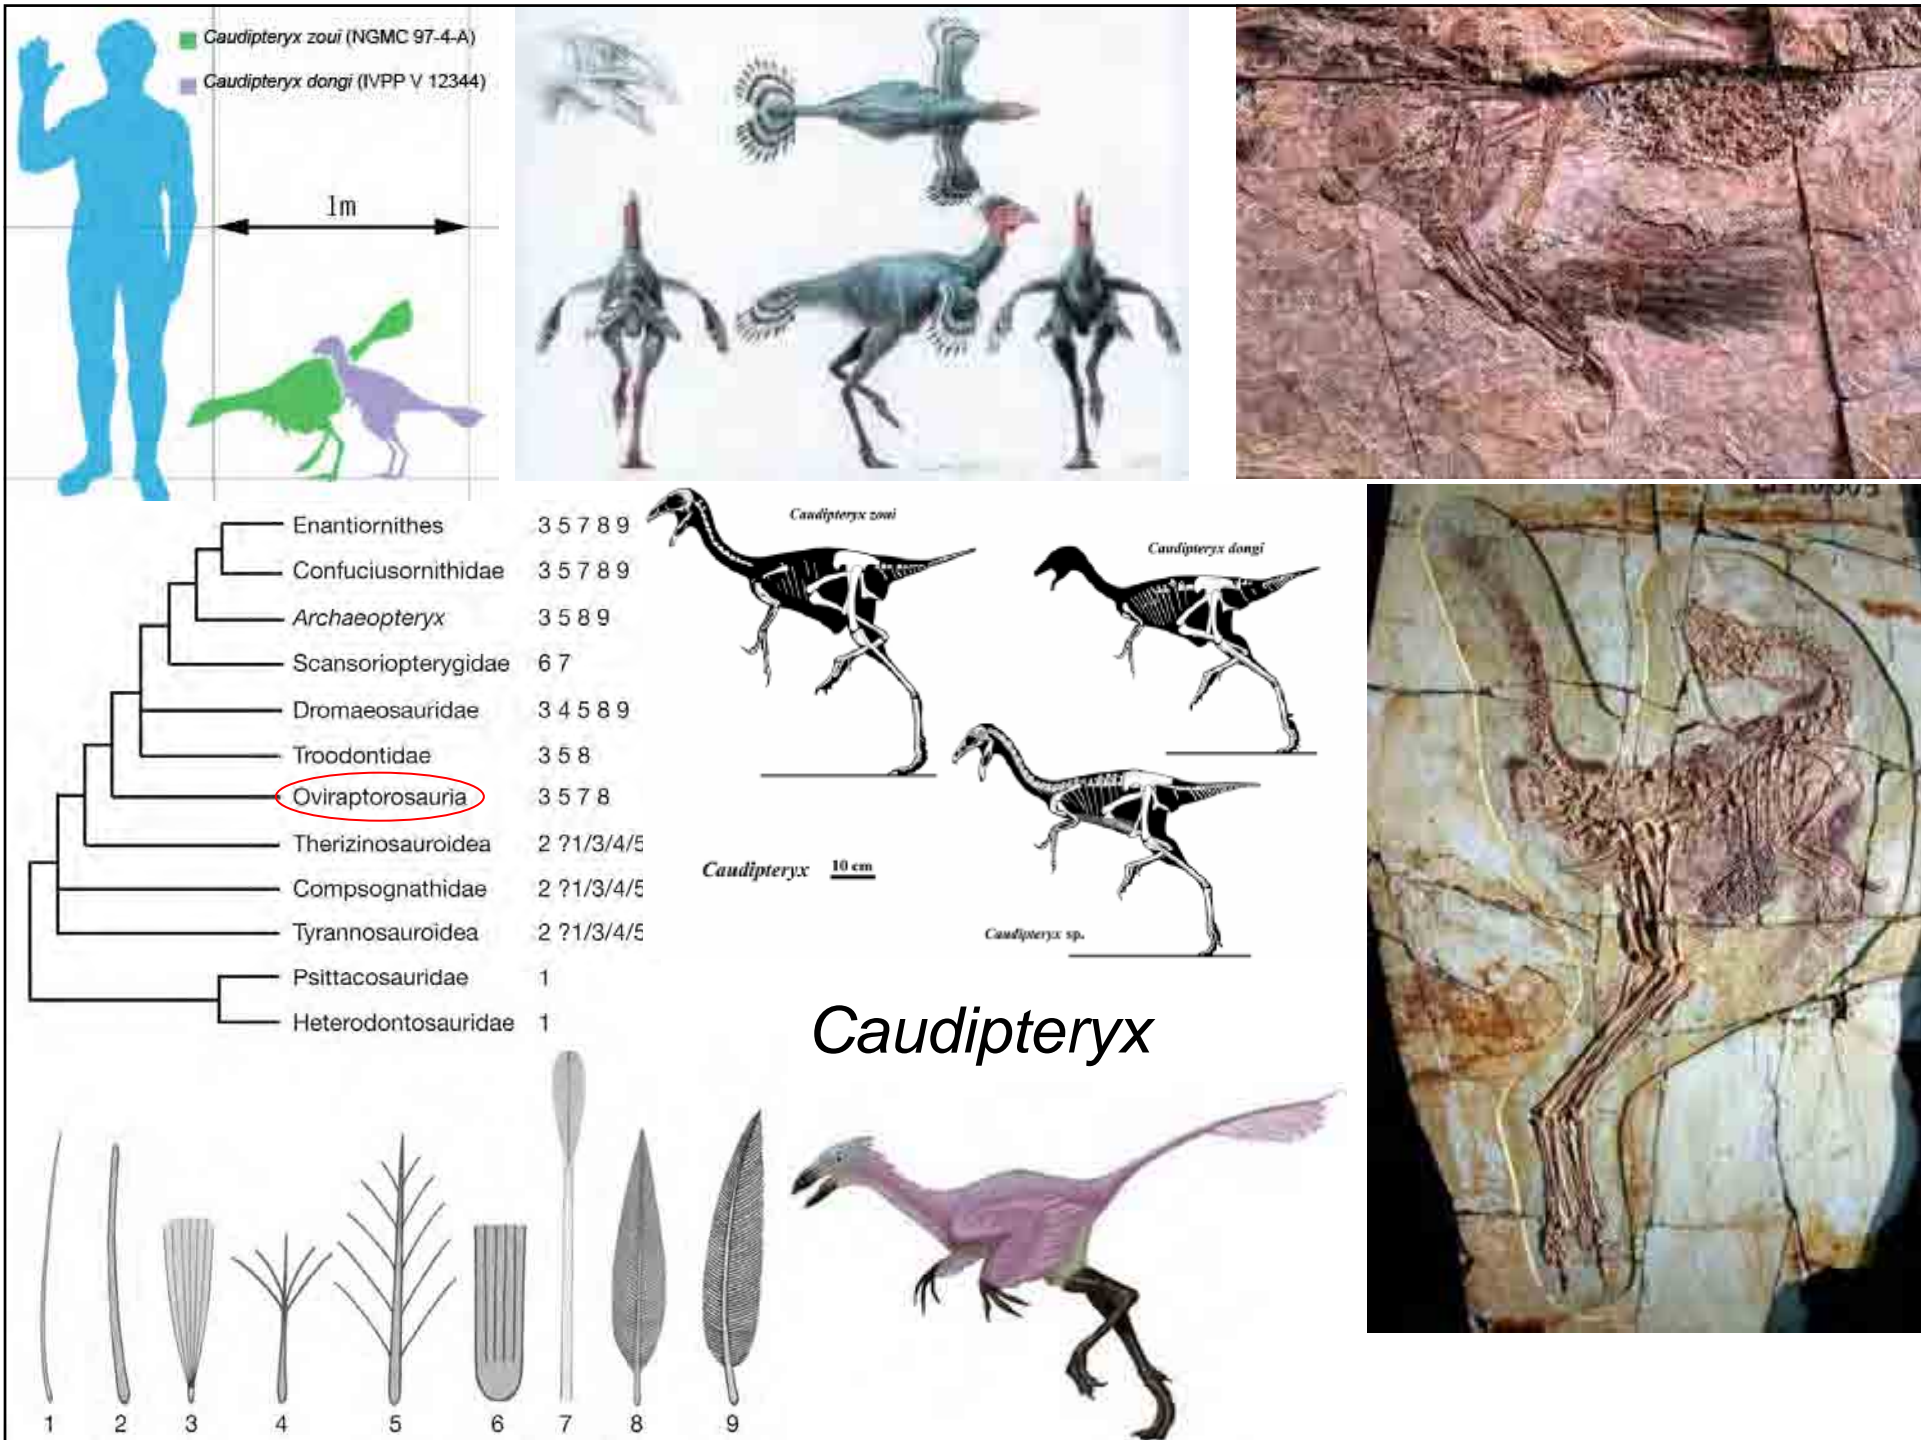 Caudipteryx zoui (NGMC 97-4-A)
Caudipteryx dongi (IVPP V 12344)
1m
Enantiornithes 3 5 7 8 9
Confuciusornithidae 3 5 7 8 9
Archaeopteryx 3 5 8 9
Scansoriopterygidae 6 7
Dromaeosauridae 3 4 5 8 9
Troodontidae 3 5 8
Oviraptorosauria 3 5 7 8
Therizinosauroidea 2 ?1/3/4/5
Compsognathidae 2 ?1/3/4/5
Tyrannosauroidea 2 ?1/3/4/5
Psittacosauridae 1
Heterodontosauridae 1
Caudipteryx zoui
Caudipteryx dongi
Caudipteryx 10 cm
Caudipteryx sp.
Caudipteryx
1 2 3 4 5 6 7 8 9